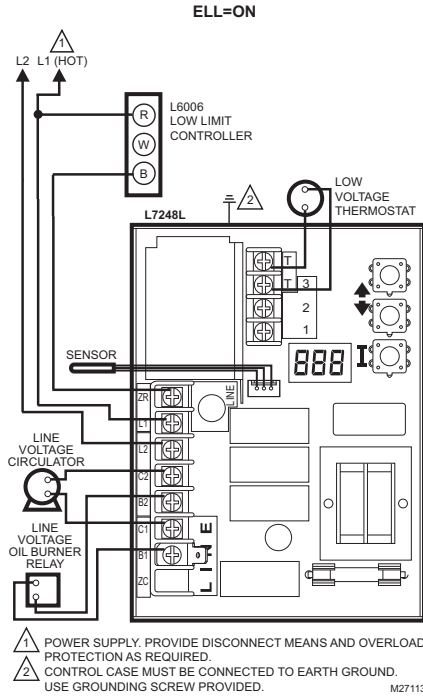 ELL=ON
1
L2 L1 (HOT)
R
W
B
L6006
LOW LIMIT
CONTROLLER
2
LOW
VOLTAGE
THERMOSTAT
L7248L
T
T 3
2
1
888
SENSOR
LINE
ZR
L1
L2
C2
B2
C1
B1
ZC
LINE
LINE
VOLTAGE
CIRCULATOR
LINE
VOLTAGE
OIL BURNER
RELAY
1 POWER SUPPLY. PROVIDE DISCONNECT MEANS AND OVERLOAD
PROTECTION AS REQUIRED.
2 CONTROL CASE MUST BE CONNECTED TO EARTH GROUND.
USE GROUNDING SCREW PROVIDED.
M27113